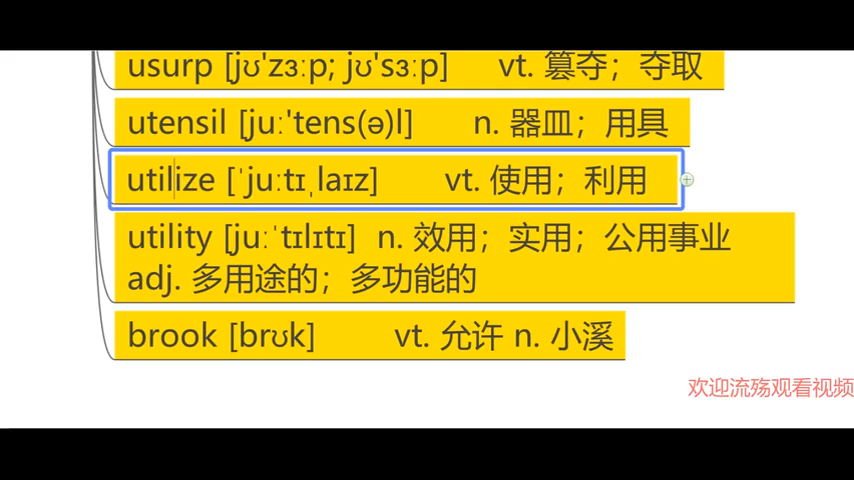 usurp [jʊ'zɜːp; jʊ'sɜːp] vt. 篡夺；夺取
utensil [juː'tens(ə)l] n. 器皿；用具
utilize [ˈjuːtɪˌlaɪz] vt. 使用；利用
utility [juːˈtɪlɪtɪ] n. 效用；实用；公用事业
adj. 多用途的；多功能的
brook [brʊk] vt. 允许 n. 小溪
欢迎流殇观看视频